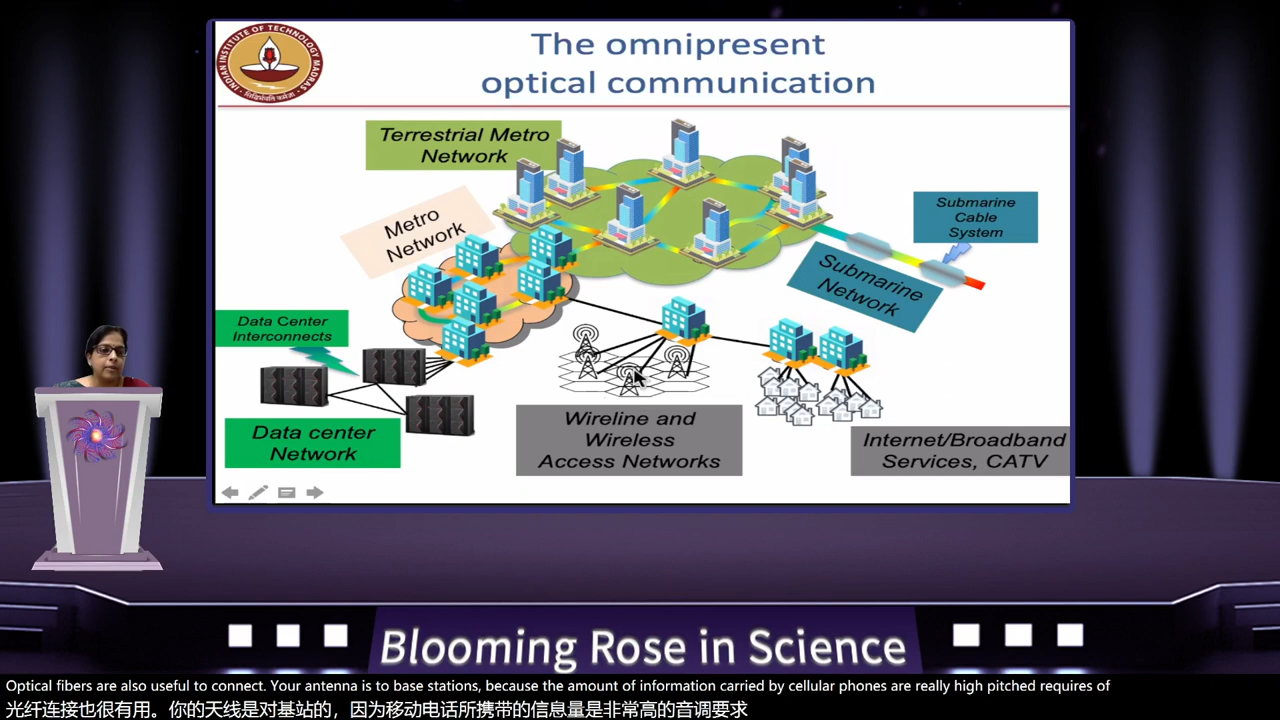 The omnipresent
optical communication
INDIAN INSTITUTE OF TECHNOLOGY MADRAS
Terrestrial Metro
Network
Metro
Network
Submarine
Cable
System
Submarine
Network
Data Center
Interconnects
Data center
Network
Wireline and
Wireless
Access Networks
Internet/Broadband
Services, CATV
Blooming Rose in Science
Optical fibers are also useful to connect. Your antenna is to base stations, because the amount of information carried by cellular phones are really high pitched requires of
光纤连接也很有用。你的天线是对基站的，因为移动电话所携带的信息量是非常高的音调要求